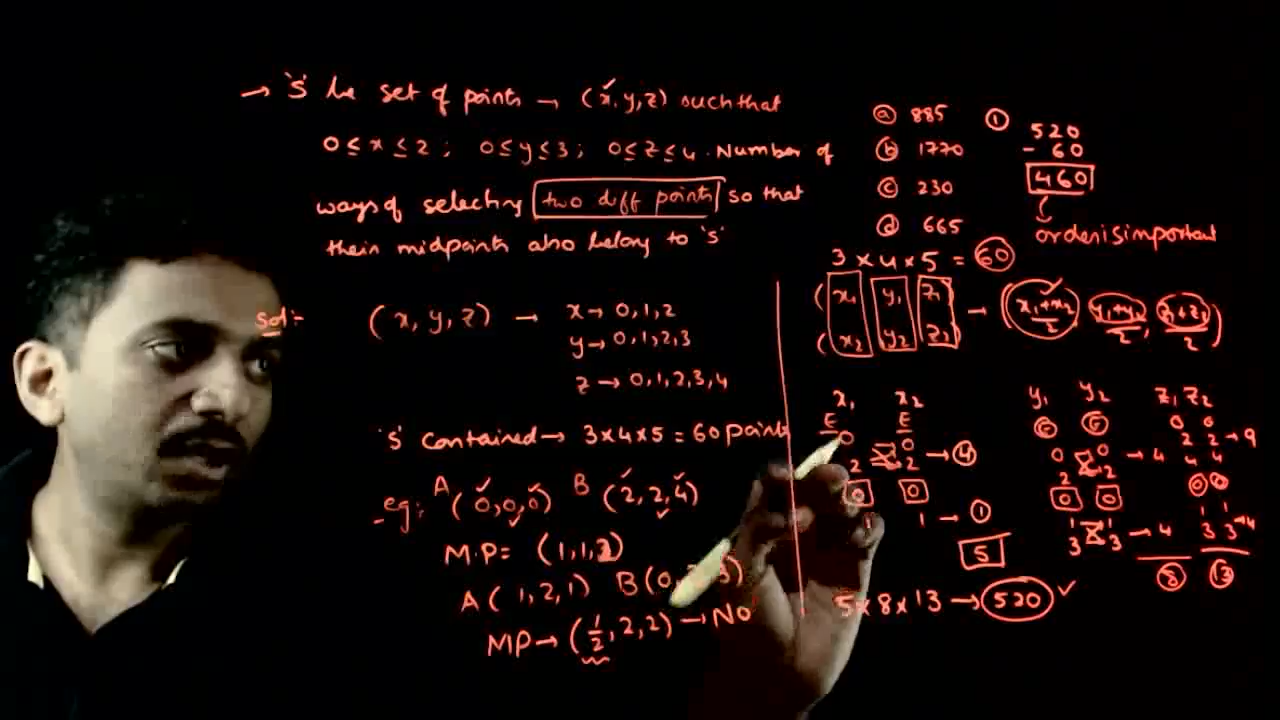 → 'S' be set of points → (x, y, z) such that
0 ≤ x ≤ 2 ; 0 ≤ y ≤ 3 ; 0 ≤ z ≤ 4 . Number of
ways of selecting two diff points so that
their midpoints also belong to 's'
sol:- (x, y, z) → x → 0, 1, 2
y → 0, 1, 2, 3
z → 0, 1, 2, 3, 4
's' contained → 3 x 4 x 5 = 60 points
eg: A (0, 0, 0) B (2, 2, 4)
M.P = (1, 1, 2)
A (1, 2, 1) B (0,
MP → (1/2, 2, 2) → No
a 885
b 1770
c 230
d 665
1 520
- 60
460
order is important
3 x 4 x 5 = 60
(x1 y1 z1 → (x1+x2/2, y1+y2/2, z1+z2/2)
(x2 y2 z2
x1 x2
E E
0 0
2 2 → 4
0 0
1 1 → 1
5
y1 y2
E E
0 0
2 2 → 4
0 0
1 1
3 3 → 4
8
z1 z2
0 0
2 2 → 9
4 4
0 0
1 1
3 3 → 4
13
5 x 8 x 13 → 520 ✓